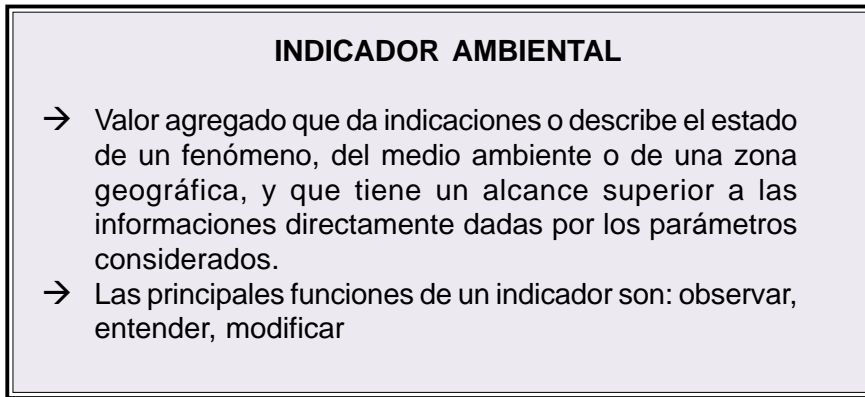 INDICADOR AMBIENTAL
→ Valor agregado que da indicaciones o describe el estado
de un fenómeno, del medio ambiente o de una zona
geográfica, y que tiene un alcance superior a las
informaciones directamente dadas por los parámetros
considerados.
→ Las principales funciones de un indicador son: observar,
entender, modificar